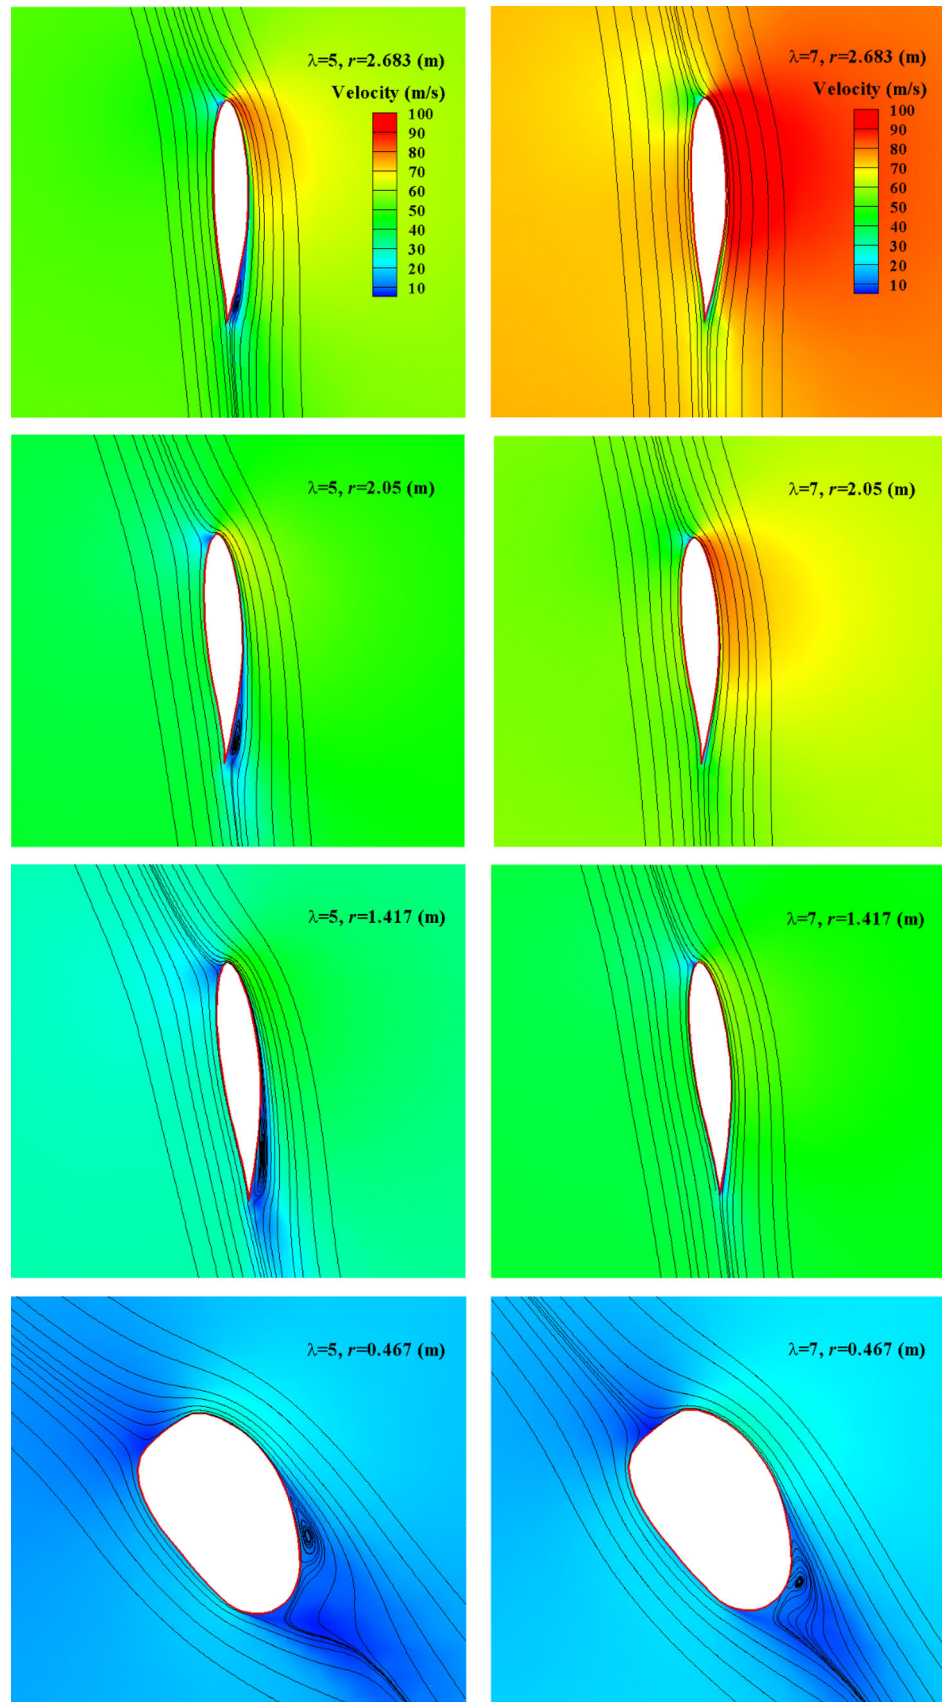 λ=5, r=2.683 (m)
Velocity (m/s)
100
90
80
70
60
50
40
30
20
10
λ=7, r=2.683 (m)
Velocity (m/s)
100
90
80
70
60
50
40
30
20
10
λ=5, r=2.05 (m)
λ=7, r=2.05 (m)
λ=5, r=1.417 (m)
λ=7, r=1.417 (m)
λ=5, r=0.467 (m)
λ=7, r=0.467 (m)